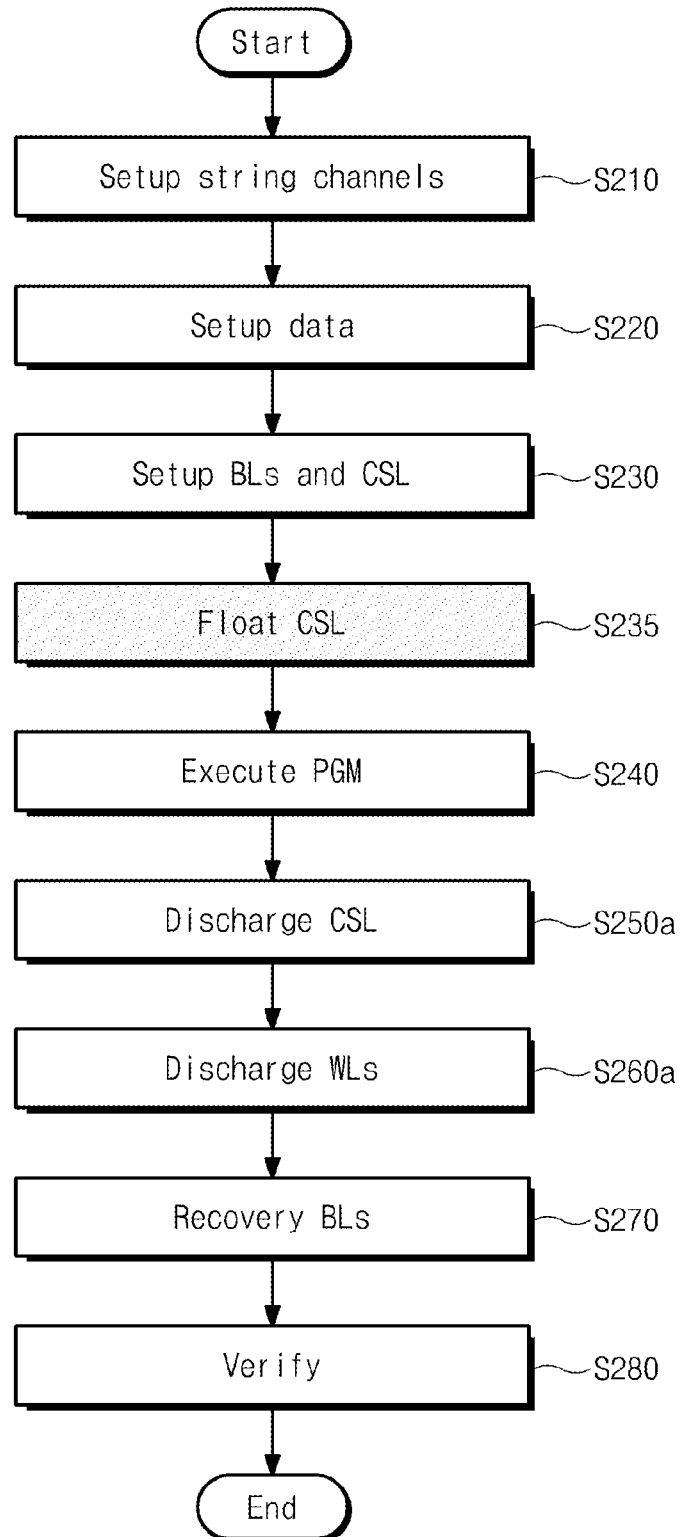 Start
Setup string channels
S210
Setup data
S220
Setup BLs and CSL
S230
Float CSL
S235
Execute PGM
S240
Discharge CSL
S250a
Discharge WLs
S260a
Recovery BLs
S270
Verify
S280
End